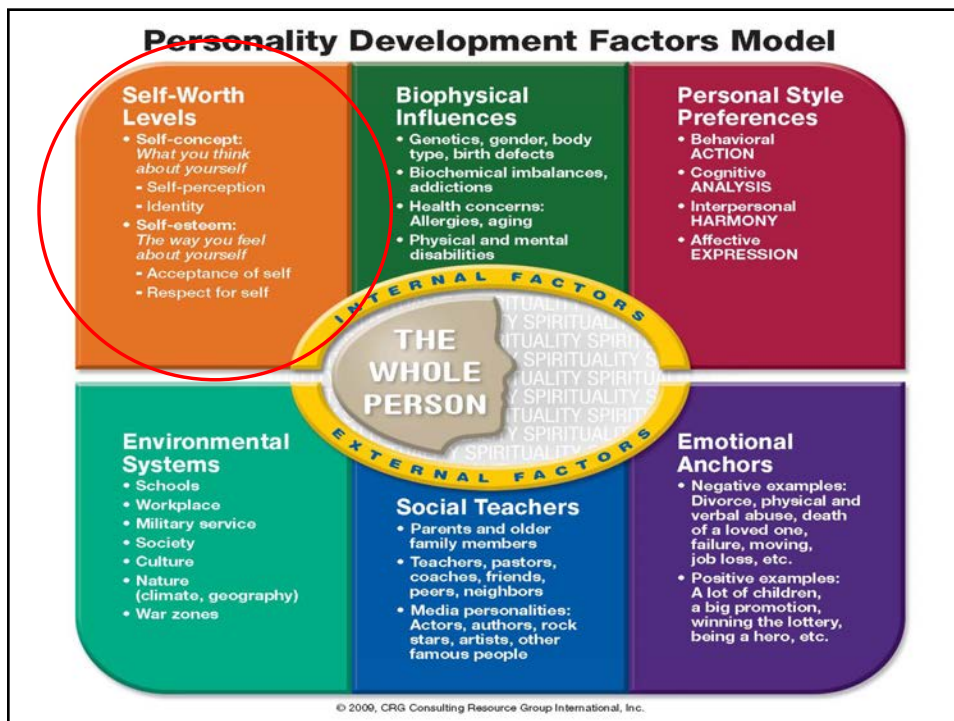 Personality Development Factors Model
Self-Worth
Levels
• Self-concept:
What you think
about yourself
- Self-perception
- Identity
• Self-esteem:
The way you feel
about yourself
- Acceptance of self
- Respect for self
Biophysical
Influences
• Genetics, gender, body
type, birth defects
• Biochemical imbalances,
addictions
• Health concerns:
Allergies, aging
• Physical and mental
disabilities
Personal Style
Preferences
• Behavioral
ACTION
• Cognitive
ANALYSIS
• Interpersonal
HARMONY
• Affective
EXPRESSION
INTERNAL FACTORS
THE
WHOLE
PERSON
RITUALITY
TY SPIRITUALITY
SPIRITUALITY S
TUALITY SPIRIT
Y SPIRITUALITY
EXTERNAL FACTORS
Environmental
Systems
• Schools
• Workplace
• Military service
• Society
• Culture
• Nature
(climate, geography)
• War zones
Social Teachers
• Parents and older
family members
• Teachers, pastors,
coaches, friends,
peers, neighbors
• Media personalities:
Actors, authors, rock
stars, artists, other
famous people
Emotional
Anchors
• Negative examples:
Divorce, physical and
verbal abuse, death
of a loved one,
failure, moving,
job loss, etc.
• Positive examples:
A lot of children,
a big promotion,
winning the lottery,
being a hero, etc.
© 2009, CRG Consulting Resource Group International, Inc.